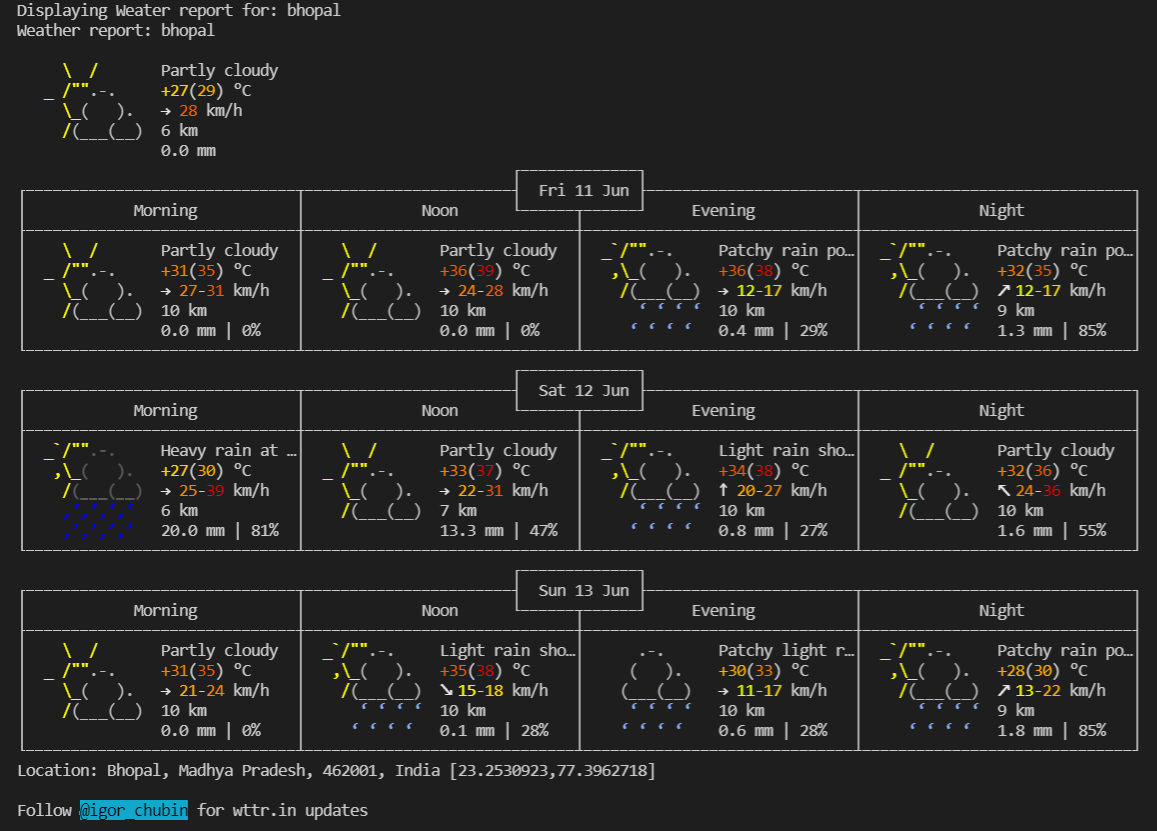 Displaying Weater report for: bhopal
Weather report: bhopal
Partly cloudy
+27(29) °C
→ 28 km/h
6 km
0.0 mm
Fri 11 Jun
Morning Noon Evening Night
Partly cloudy Partly cloudy Patchy rain po… Patchy rain po…
+31(35) °C +36(39) °C +36(38) °C +32(35) °C
→ 27-31 km/h → 24-28 km/h → 12-17 km/h ↗ 12-17 km/h
10 km 10 km 10 km 9 km
0.0 mm | 0% 0.0 mm | 0% 0.4 mm | 29% 1.3 mm | 85%
Sat 12 Jun
Morning Noon Evening Night
Heavy rain at … Partly cloudy Light rain sho… Partly cloudy
+27(30) °C +33(37) °C +34(38) °C +32(36) °C
→ 25-39 km/h → 22-31 km/h ↑ 20-27 km/h ↖ 24-36 km/h
6 km 7 km 10 km 10 km
20.0 mm | 81% 13.3 mm | 47% 0.8 mm | 27% 1.6 mm | 55%
Sun 13 Jun
Morning Noon Evening Night
Partly cloudy Light rain sho… Patchy light r… Patchy rain po…
+31(35) °C +35(38) °C +30(33) °C +28(30) °C
→ 21-24 km/h ↘ 15-18 km/h → 11-17 km/h ↗ 13-22 km/h
10 km 10 km 10 km 9 km
0.0 mm | 0% 0.1 mm | 28% 0.6 mm | 28% 1.8 mm | 85%
Location: Bhopal, Madhya Pradesh, 462001, India [23.2530923,77.3962718]
Follow @igor_chubin for wttr.in updates